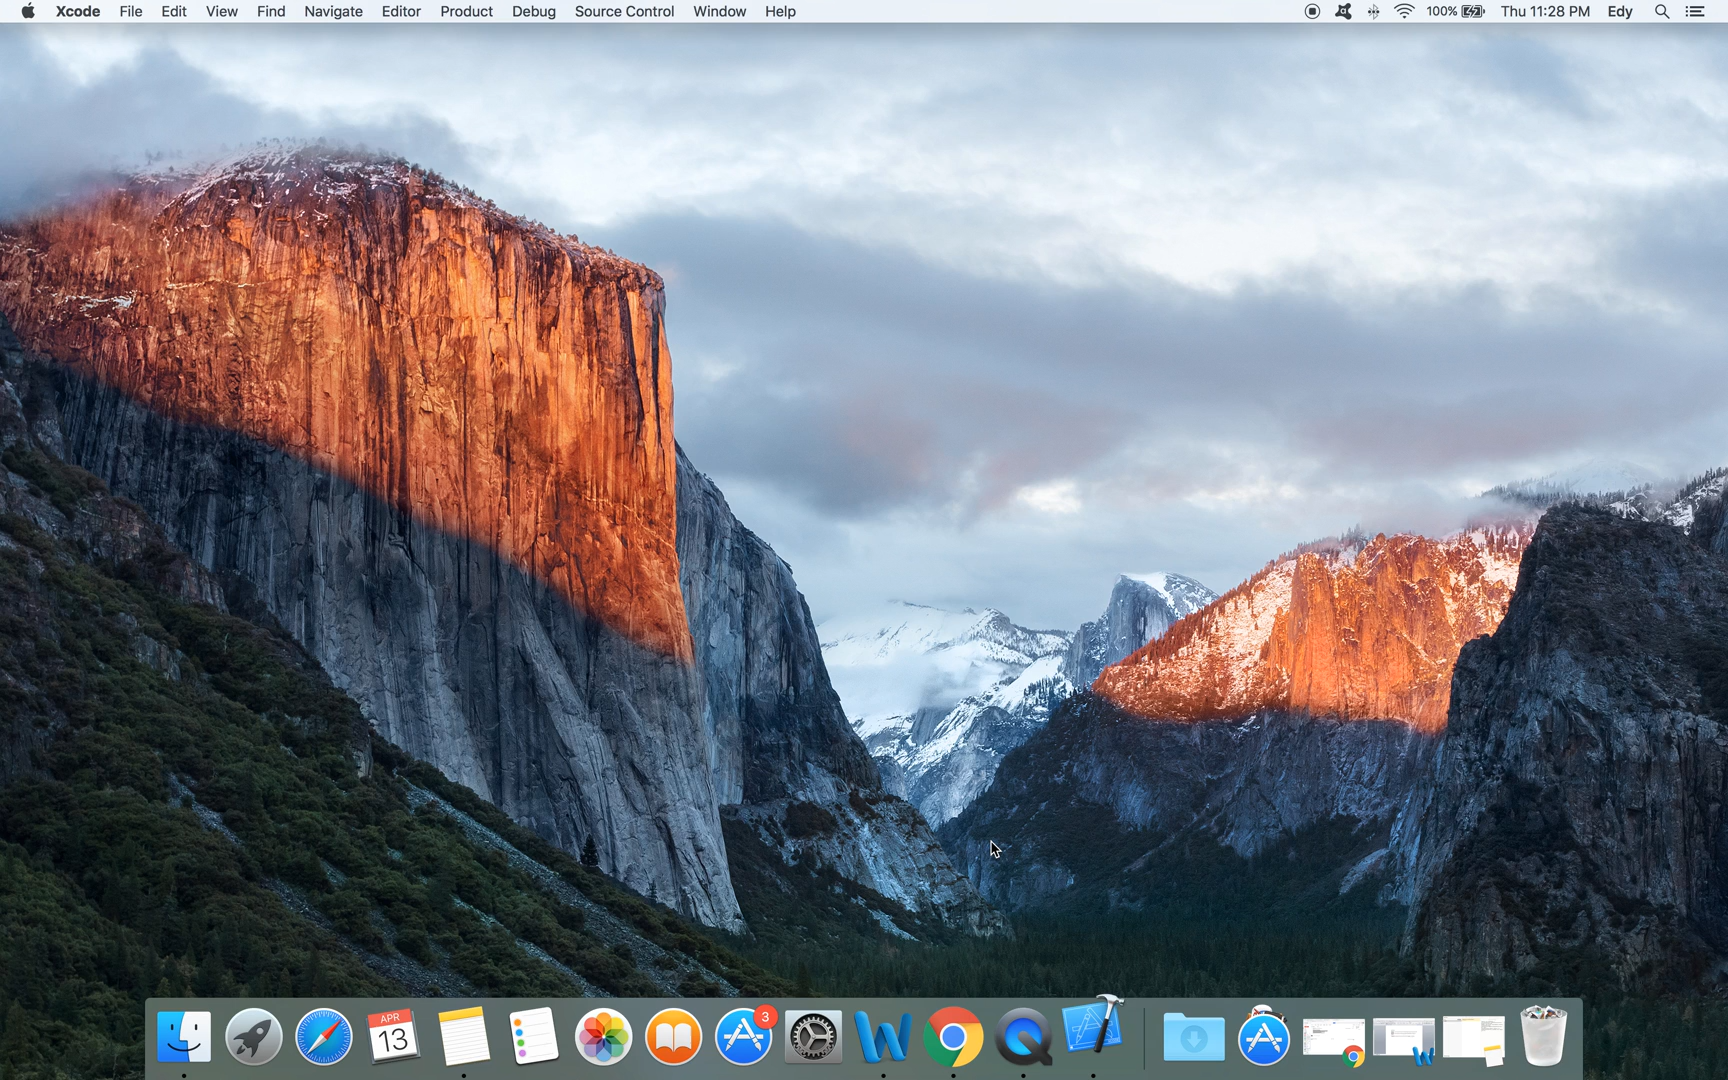 Xcode File Edit View Find Navigate Editor Product Debug Source Control Window Help 100% Thu 11:28 PM Edy
APR
13
3